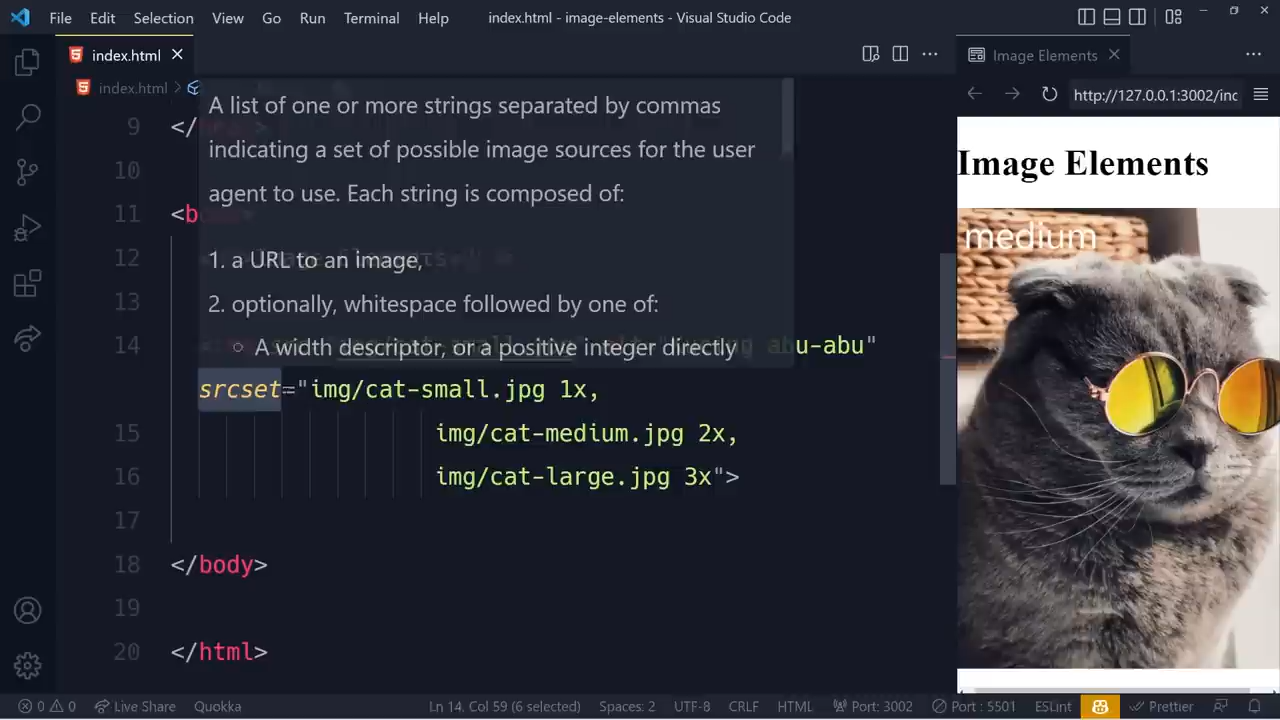 File Edit Selection View Go Run Terminal Help index.html - image-elements - Visual Studio Code
index.html
Image Elements
index.html
http://127.0.0.1:3002/inc
A list of one or more strings separated by commas
indicating a set of possible image sources for the user
agent to use. Each string is composed of:
1. a URL to an image,
2. optionally, whitespace followed by one of:
A width descriptor, or a positive integer directly
9 </
10
11 <b
12
13
14 abu-abu"
srcset="img/cat-small.jpg 1x,
15 img/cat-medium.jpg 2x,
16 img/cat-large.jpg 3x">
17
18 </body>
19
20 </html>
Image Elements
medium
0 0 Live Share Quokka Ln 14, Col 59 (6 selected) Spaces: 2 UTF-8 CRLF HTML Port: 3002 Port : 5501 ESLint Prettier